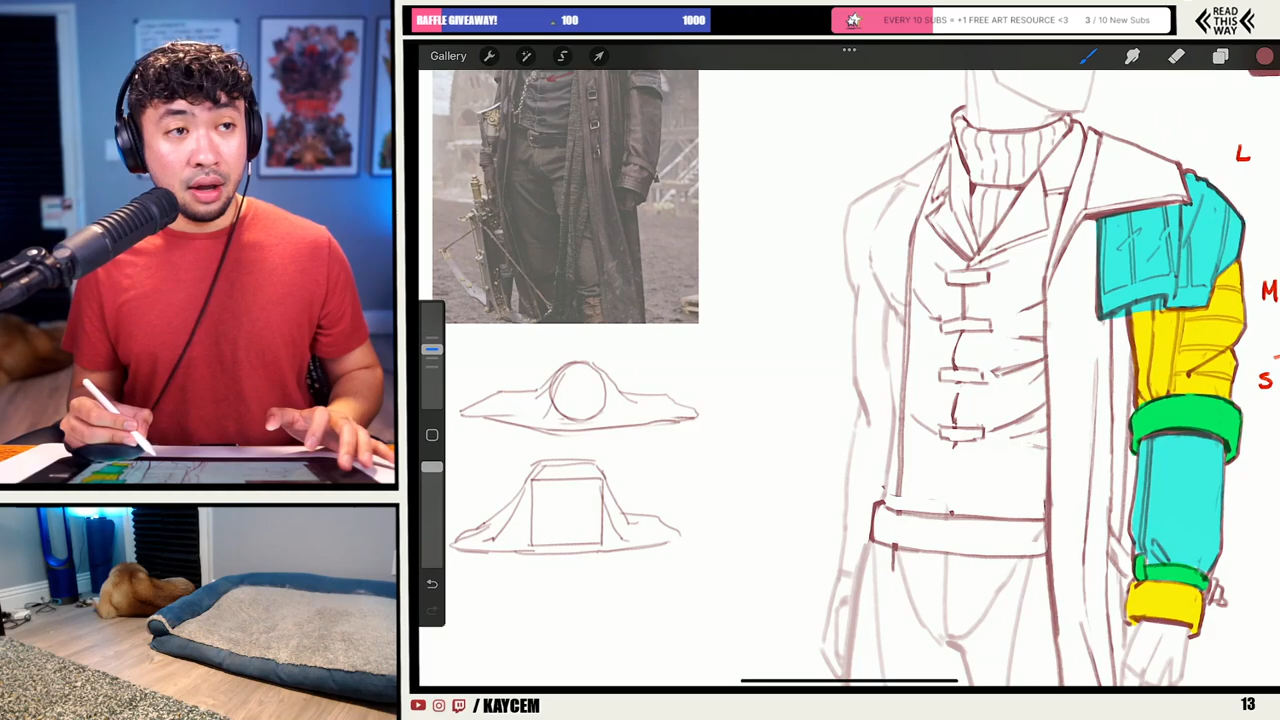 RAFFLE GIVEAWAY! 100 1000
EVERY 10 SUBS = +1 FREE ART RESOURCE <3 3 / 10 New Subs
READ
THIS
WAY
Gallery
L
M
S
/ KAYCEM
13